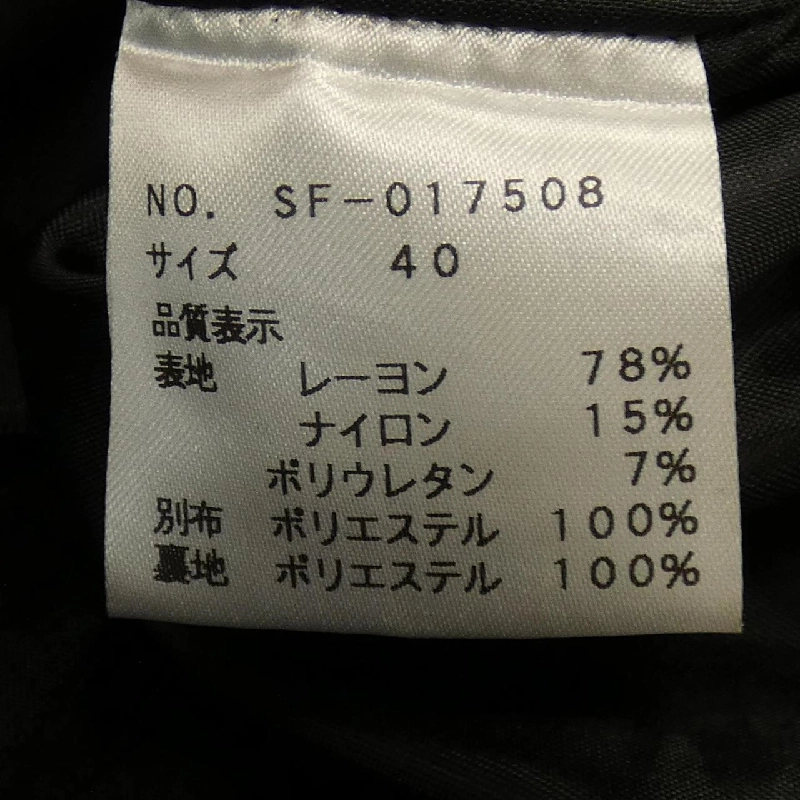 NO. SF-017508
サイズ 40
品質表示
表地 レーヨン 78%
ナイロン 15%
ポリウレタン 7%
別布 ポリエステル 100%
裏地 ポリエステル 100%